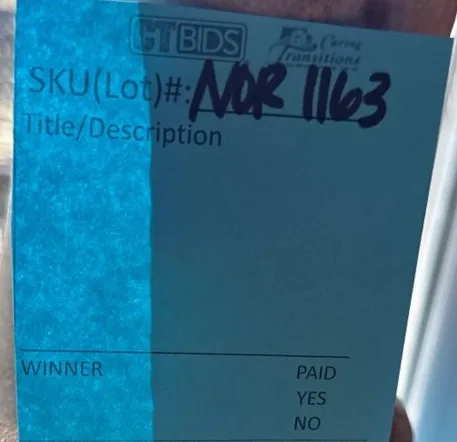 CTBIDS
Caring Transitions
SKU(Lot)#: NOR 1163
Title/Description
WINNER PAID
YES
NO